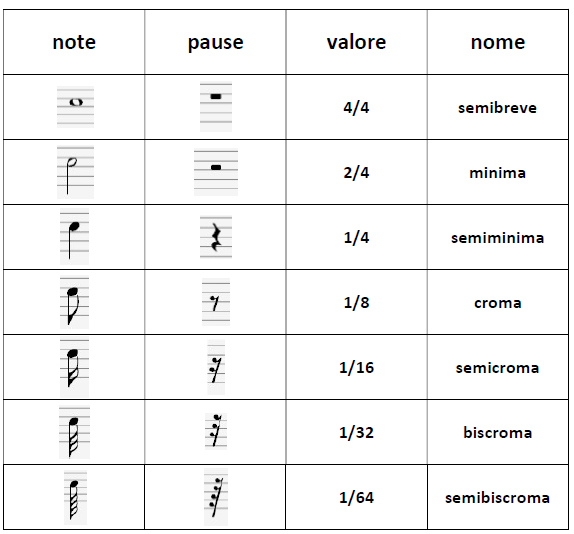 note pause valore nome
4/4 semibreve
2/4 minima
1/4 semiminima
1/8 croma
1/16 semicroma
1/32 biscroma
1/64 semibiscroma